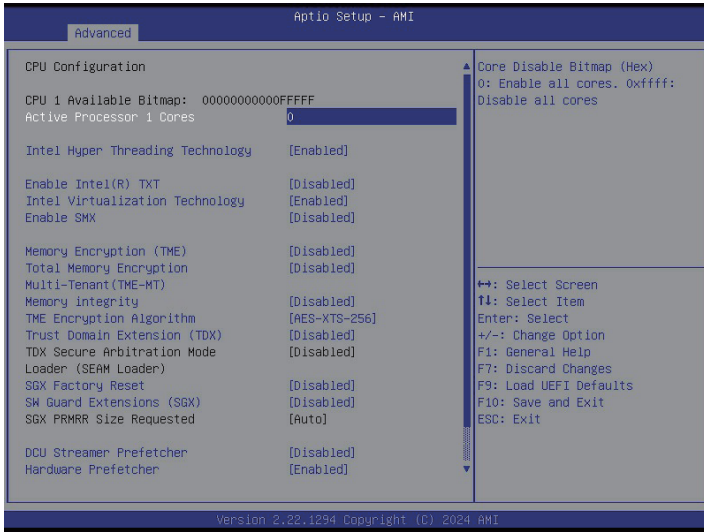 Aptio Setup – AMI
Advanced
CPU Configuration
CPU 1 Available Bitmap: 00000000000FFFFF
Active Processor 1 Cores 0
Intel Hyper Threading Technology [Enabled]
Enable Intel(R) TXT [Disabled]
Intel Virtualization Technology [Enabled]
Enable SMX [Disabled]
Memory Encryption (TME) [Disabled]
Total Memory Encryption [Disabled]
Multi-Tenant(TME-MT)
Memory integrity [Disabled]
TME Encryption Algorithm [AES-XTS-256]
Trust Domain Extension (TDX) [Disabled]
TDX Secure Arbitration Mode [Disabled]
Loader (SEAM Loader)
SGX Factory Reset [Disabled]
SW Guard Extensions (SGX) [Disabled]
SGX PRMRR Size Requested [Auto]
DCU Streamer Prefetcher [Disabled]
Hardware Prefetcher [Enabled]
Core Disable Bitmap (Hex)
0: Enable all cores. 0xffff:
Disable all cores
↔: Select Screen
↑↓: Select Item
Enter: Select
+/-: Change Option
F1: General Help
F7: Discard Changes
F9: Load UEFI Defaults
F10: Save and Exit
ESC: Exit
Version 2.22.1294 Copyright (C) 2024 AMI